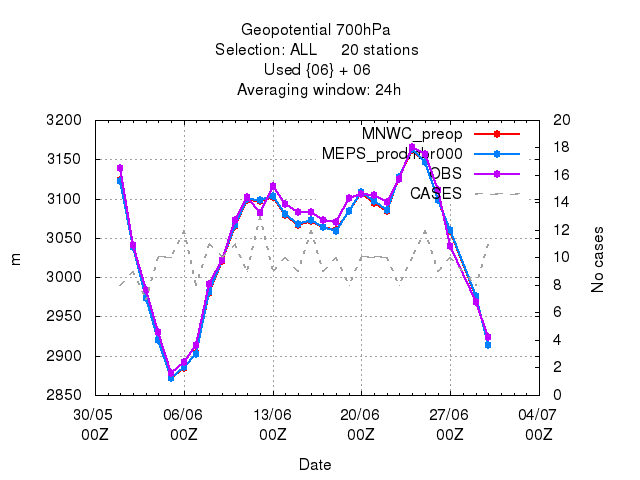 Geopotential 700hPa
Selection: ALL 20 stations
Used {06} + 06
Averaging window: 24h
3200
3150
3100
3050
3000
2950
2900
2850
m
20
18
16
14
12
10
8
6
4
2
0
No cases
MNWC_preop
OBS
CASES
30/05 06/06 13/06 20/06 27/06 04/07
00Z 00Z 00Z 00Z 00Z 00Z
Date